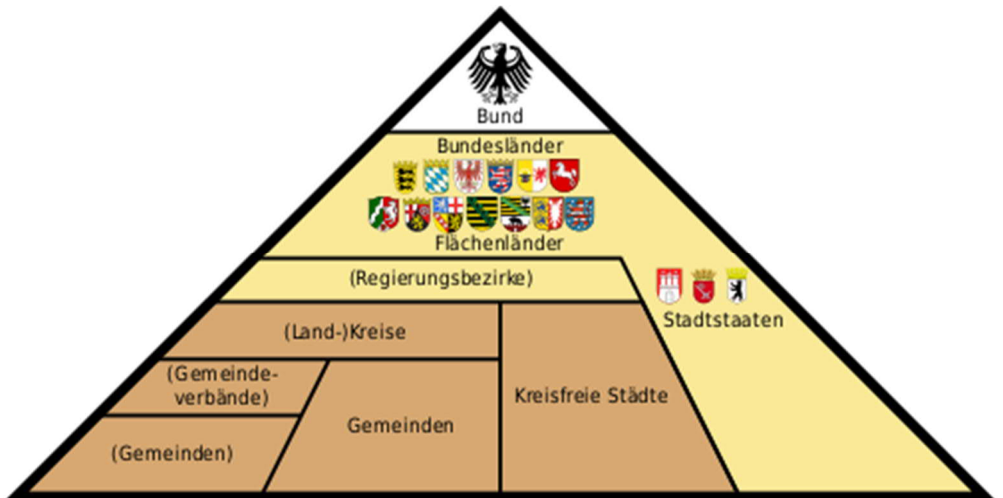 Bund
Bundesländer
Flächenländer
(Regierungsbezirke)
Stadtstaaten
(Land-)Kreise
(Gemeinde-
verbände)
Kreisfreie Städte
Gemeinden
(Gemeinden)